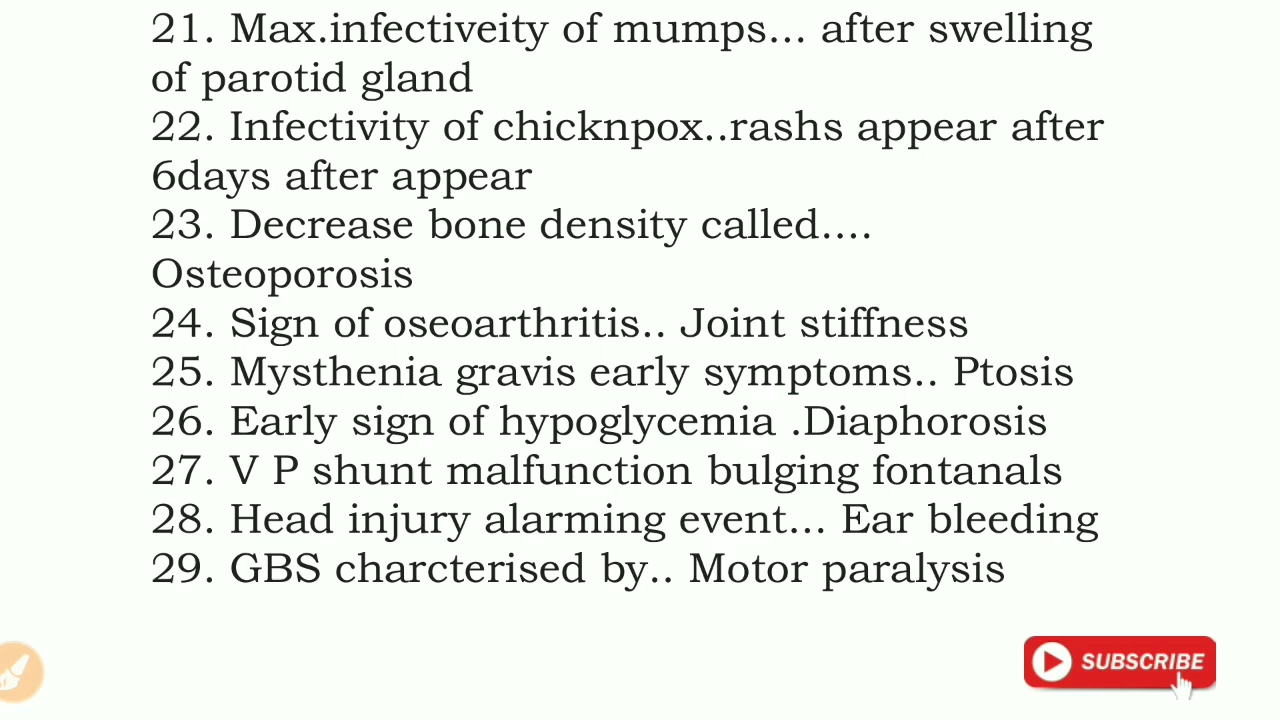 21. Max.infectiveity of mumps... after swelling
of parotid gland
22. Infectivity of chicknpox..rashs appear after
6days after appear
23. Decrease bone density called....
Osteoporosis
24. Sign of oseoarthritis.. Joint stiffness
25. Mysthenia gravis early symptoms.. Ptosis
26. Early sign of hypoglycemia .Diaphorosis
27. V P shunt malfunction bulging fontanals
28. Head injury alarming event... Ear bleeding
29. GBS charcterised by.. Motor paralysis
SUBSCRIBE